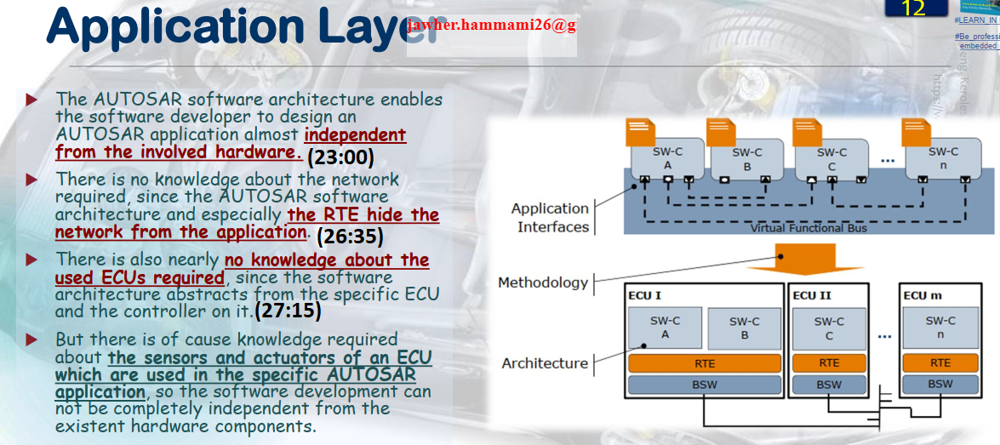 Application Layer
jawher.hammami26@g
12
#LEARN_IN
#Be_professi
embedded_
eng. Keroles
https://w
The AUTOSAR software architecture enables
the software developer to design an
AUTOSAR application almost independent
from the involved hardware. (23:00)
There is no knowledge about the network
required, since the AUTOSAR software
architecture and especially the RTE hide the
network from the application. (26:35)
There is also nearly no knowledge about the
used ECUs required, since the software
architecture abstracts from the specific ECU
and the controller on it.(27:15)
But there is of cause knowledge required
about the sensors and actuators of an ECU
which are used in the specific AUTOSAR
application, so the software development can
not be completely independent from the
existent hardware components.
SW-C
A
SW-C
B
SW-C
C
...
SW-C
n
Application
Interfaces
Virtual Functional Bus
Methodology
ECU I
ECU II
ECU m
SW-C
A
SW-C
B
SW-C
C
...
SW-C
n
Architecture
RTE
RTE
RTE
BSW
BSW
BSW